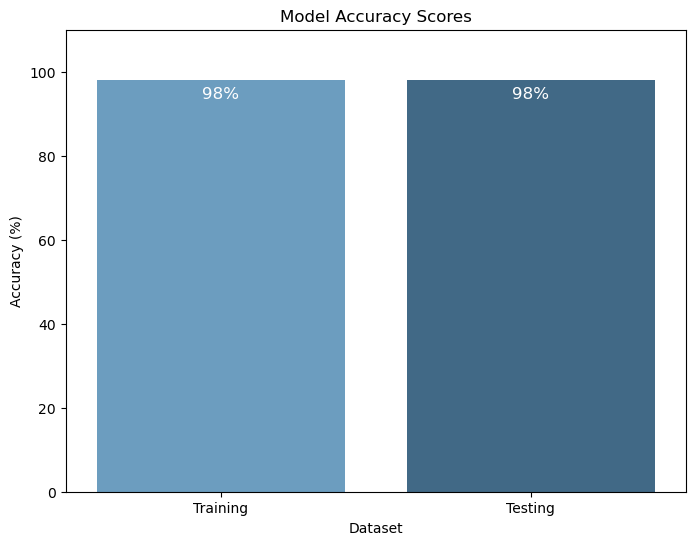 Model Accuracy Scores
100
80
60
40
20
0
Accuracy (%)
98%
98%
Training
Testing
Dataset